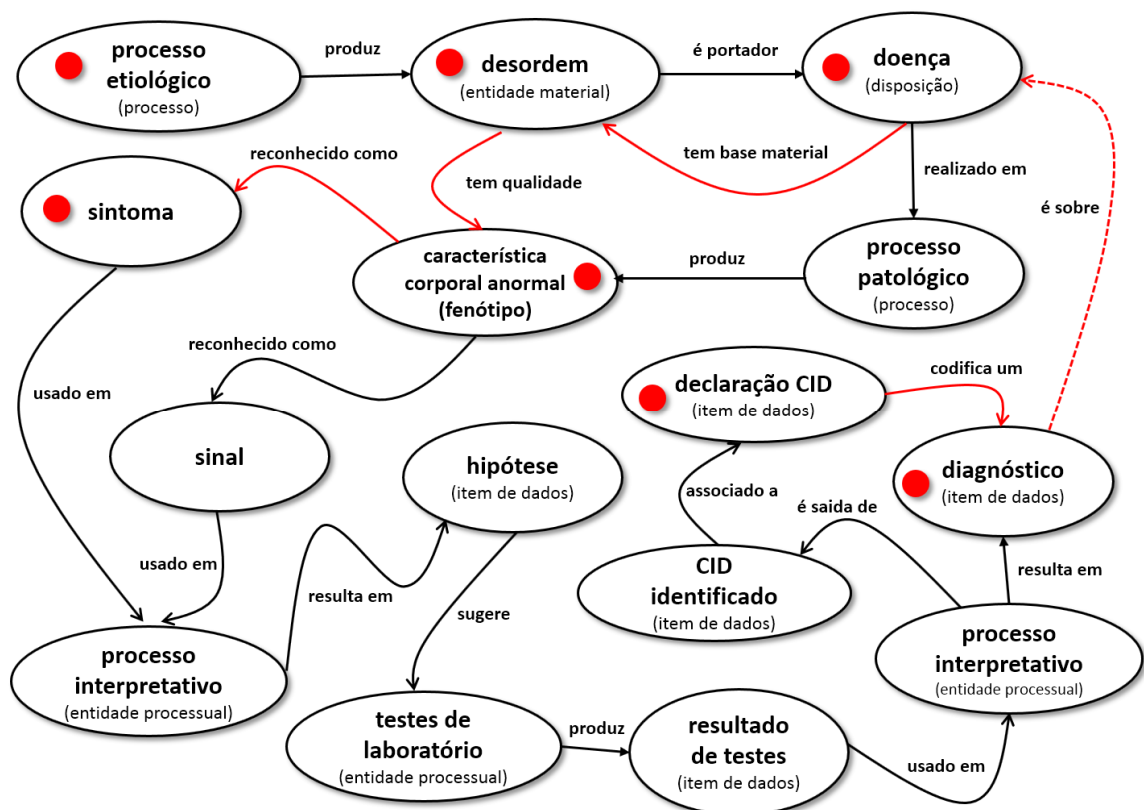 processo
etiológico
(processo)
produz
desordem
(entidade material)
é portador
doença
(disposição)
reconhecido como
tem qualidade
tem base material
realizado em
é sobre
sintoma
característica
corporal anormal
(fenótipo)
produz
processo
patológico
(processo)
reconhecido como
usado em
declaração CID
(item de dados)
codifica um
sinal
hipótese
(item de dados)
associado a
diagnóstico
(item de dados)
é saida de
usado em
resulta em
sugere
CID
identificado
(item de dados)
resulta em
processo
interpretativo
(entidade processual)
processo
interpretativo
(entidade processual)
testes de
laboratório
(entidade processual)
produz
resultado
de testes
(item de dados)
usado em